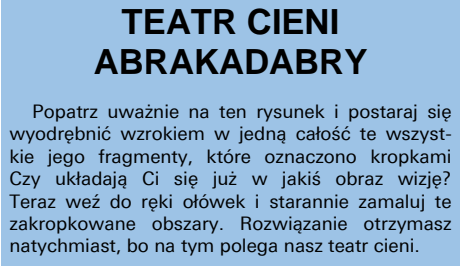 TEATR CIENI
ABRAKADABRY
Popatrz uważnie na ten rysunek i postaraj się
wyodrębnić wzrokiem w jedną całość te wszyst-
kie jego fragmenty, które oznaczono kropkami
Czy układają Ci się już w jakiś obraz wizję?
Teraz weź do ręki ołówek i starannie zamaluj te
zakropkowane obszary. Rozwiązanie otrzymasz
natychmiast, bo na tym polega nasz teatr cieni.